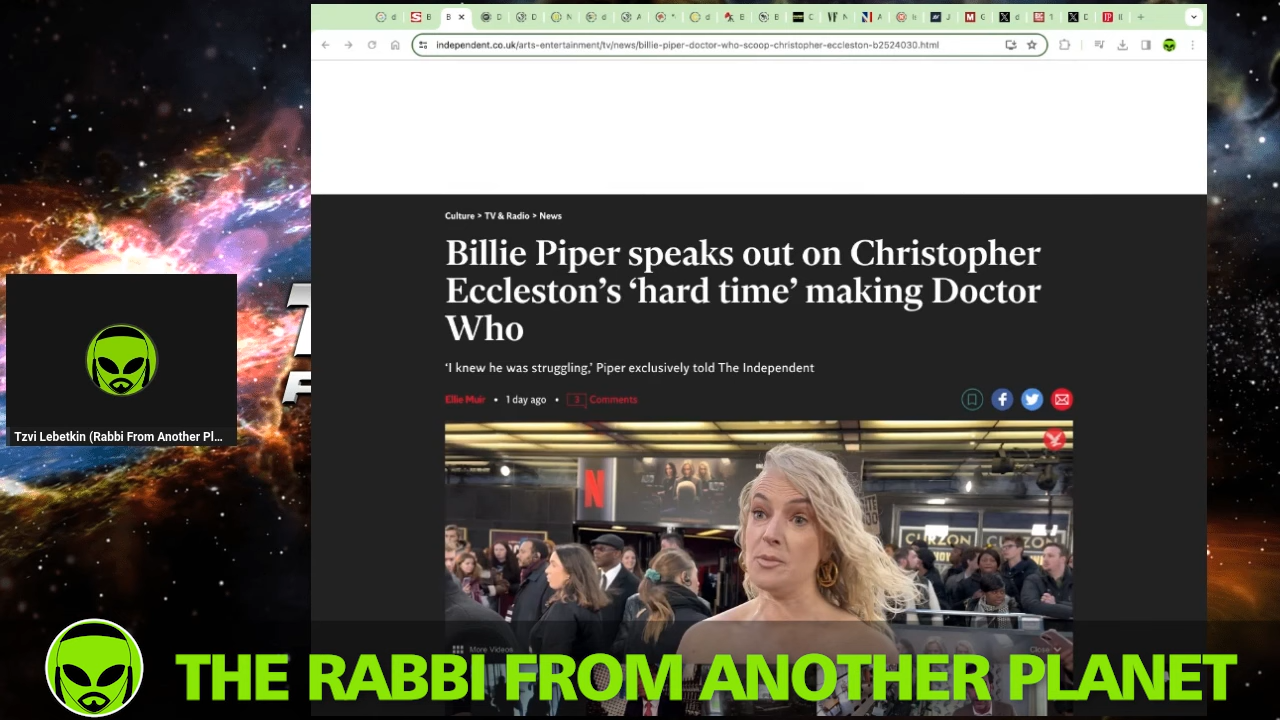 independent.co.uk/arts-entertainment/tv/news/billie-piper-doctor-who-scoop-christopher-eccleston-b2524030.html
Culture > TV & Radio > News
Billie Piper speaks out on Christopher
Eccleston’s ‘hard time’ making Doctor
Who
‘I knew he was struggling,’ Piper exclusively told The Independent
Ellie Muir • 1 day ago • 3 Comments
N
CURZON CURZON
Tzvi Lebetkin (Rabbi From Another Pl...
More Videos
Close
THE RABBI FROM ANOTHER PLANET